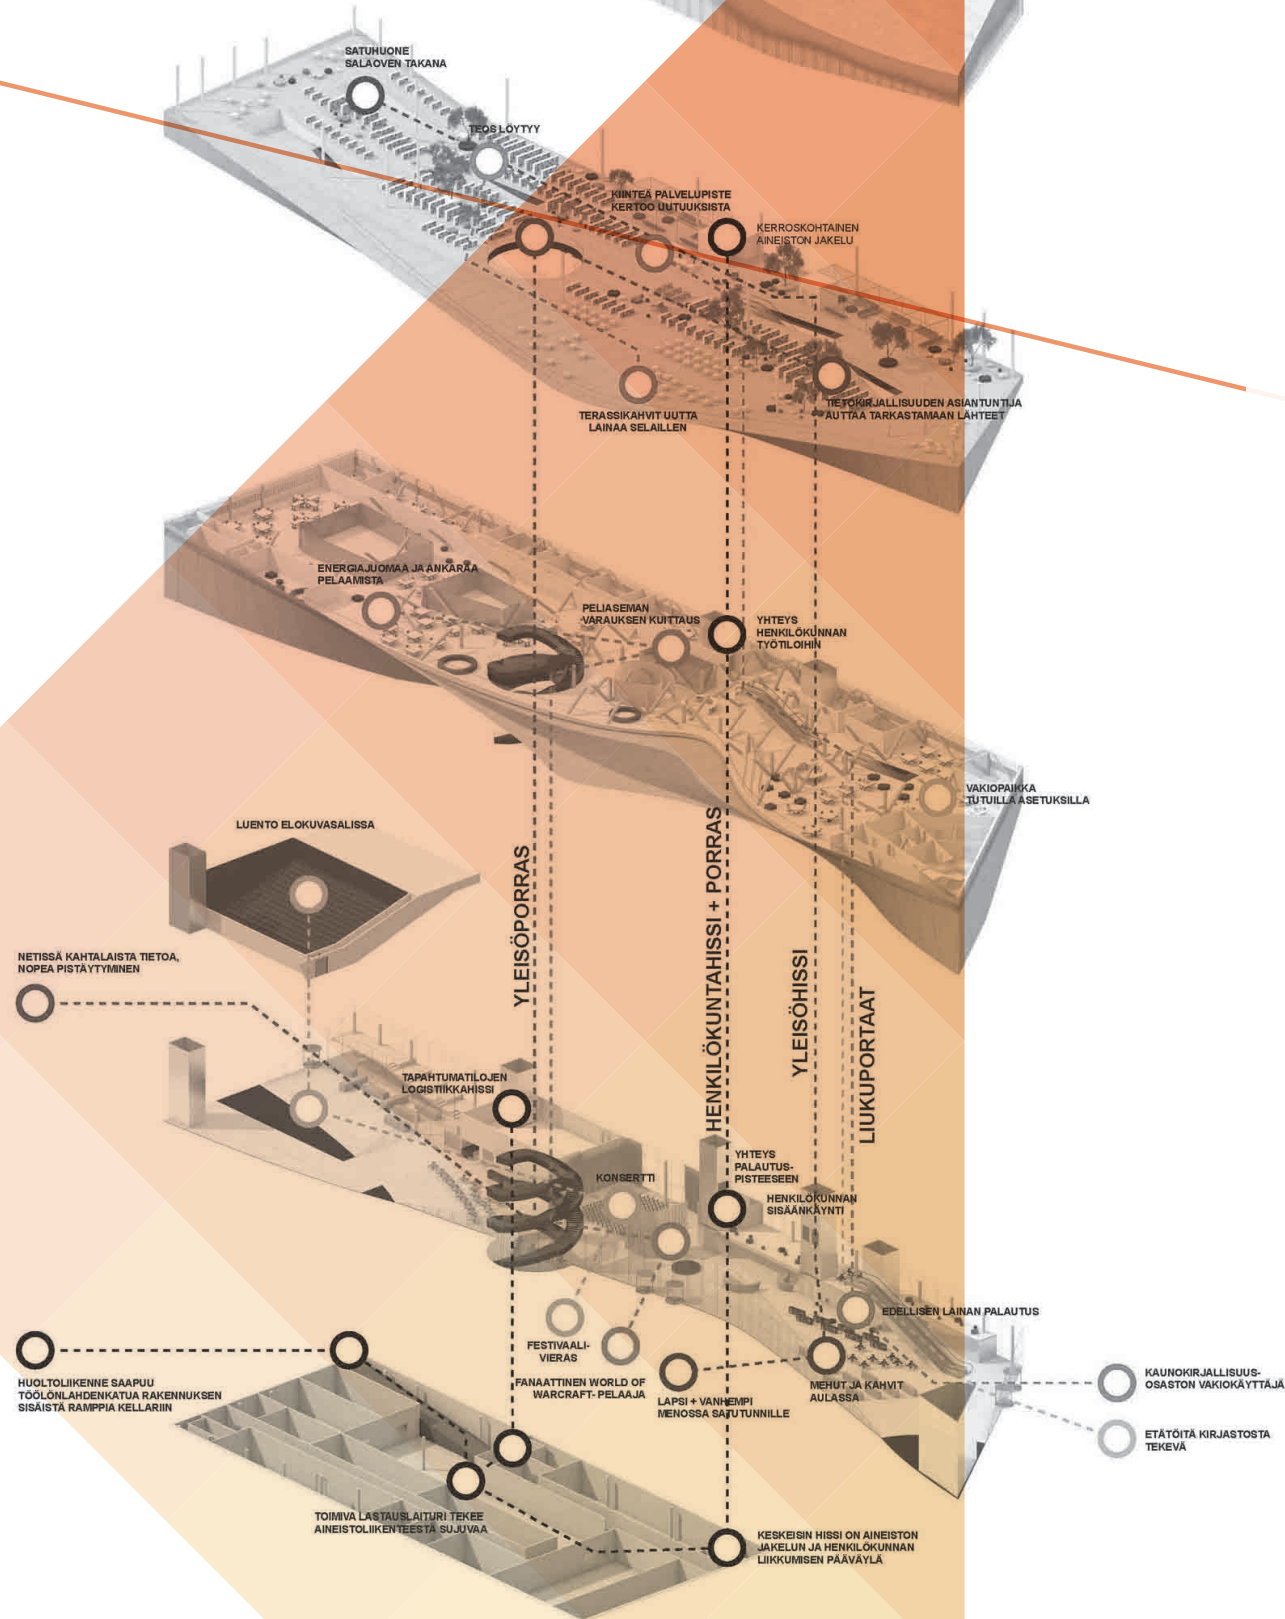 SATUHUONE
SALAOVEN TAKANA
TEOS LÖYTYY
KIINTEÄ PALVELUPISTE
KERTOO UUTUUKSISTA
KERROSKOHTAINEN
AINEISTON JAKELU
TIETOKIRJALLISUUDEN ASIANTUNTIJA
AUTTAA TARKASTAMAAN LÄHTEET
TERASSIKAHVIT UUTTA
LAINAA SELAILLEN
ENERGIAJUOMAA JA ANKARAA
PELAAMISTA
PELIASEMAN
VARAUKSEN KUITTAUS
YHTEYS
HENKILÖKUNNAN
TYÖTILOIHIN
VAKIOPAIKKA
TUTUILLA ASETUKSILLA
LUENTO ELOKUVASALISSA
YLEISÖPORRAS
HENKILÖKUNTAHISSI + PORRAS
YLEISÖHISSI
LIUKUPORTAAT
NETISSÄ KAHTALAISTA TIETOA,
NOPEA PISTÄYTYMINEN
TAPAHTUMATILOJEN
LOGISTIIKKAHISSI
KONSERTTI
YHTEYS
PALAUTUS-
PISTEESEEN
HENKILÖKUNNAN
SISÄÄNKÄYNTI
EDELLISEN LAINAN PALAUTUS
FESTIVAALI-
VIERAS
FANAATTINEN WORLD OF
WARCRAFT- PELAAJA
LAPSI + VANHEMPI
MENOSSA SATUTUNNILLE
MEHUT JA KAHVIT
AULASSA
KAUNOKIRJALLISUUS-
OSASTON VAKIOKÄYTTÄJÄ
ETÄTÖITÄ KIRJASTOSTA
TEKEVÄ
HUOLTOLIIKENNE SAAPUU
TÖÖLÖNLAHDENKATUA RAKENNUKSEN
SISÄISTÄ RAMPPIA KELLARIIN
TOIMIVA LASTAUSLAITURI TEKEE
AINEISTOLIIKENTEESTÄ SUJUVAA
KESKEISIN HISSI ON AINEISTON
JAKELUN JA HENKILÖKUNNAN
LIIKKUMISEN PÄÄVÄYLÄ